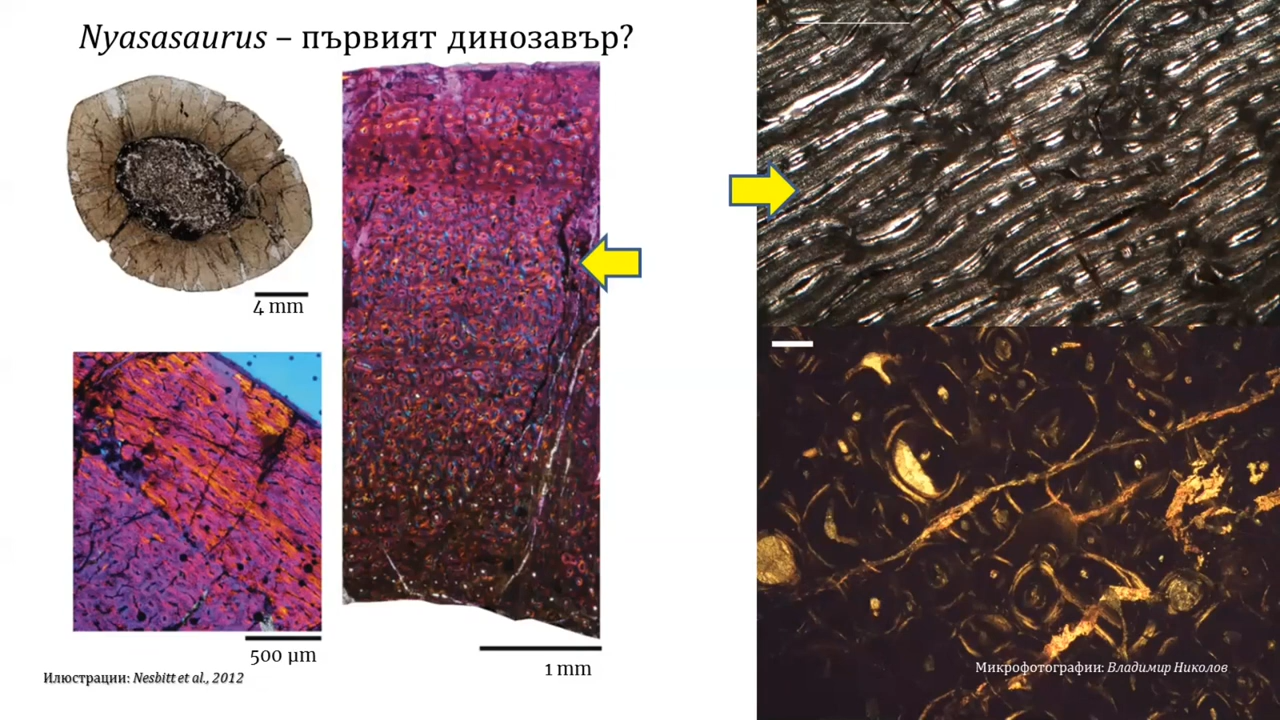 Nyasasaurus – първият динозавър?
4 mm
500 μm
1 mm
Илюстрации: Nesbitt et al., 2012
Микрофотографии: Владимир Николов